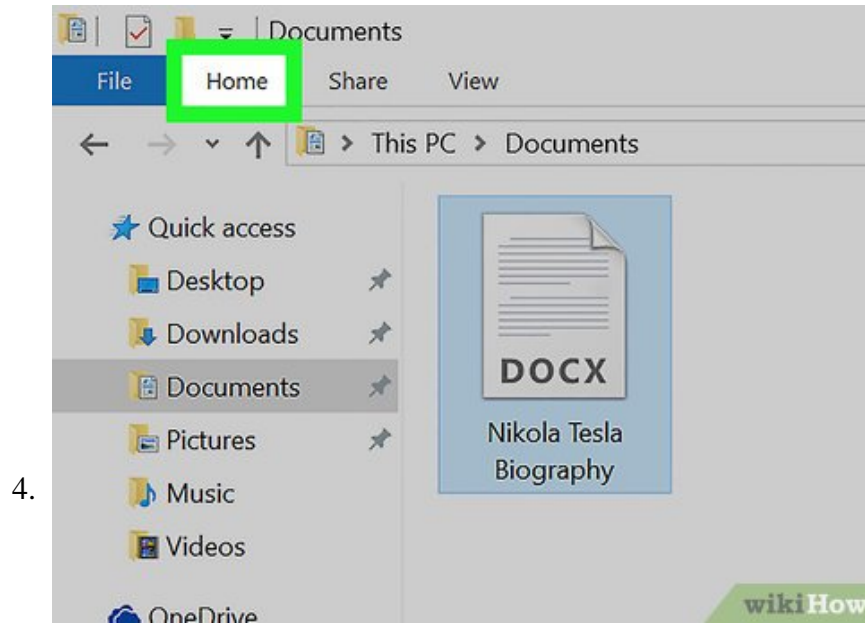 Documents
File Home Share View
This PC > Documents
Quick access
Desktop
Downloads
Documents
Pictures
Music
Videos
OneDrive
DOCX
Nikola Tesla
Biography
4.
wikiHow